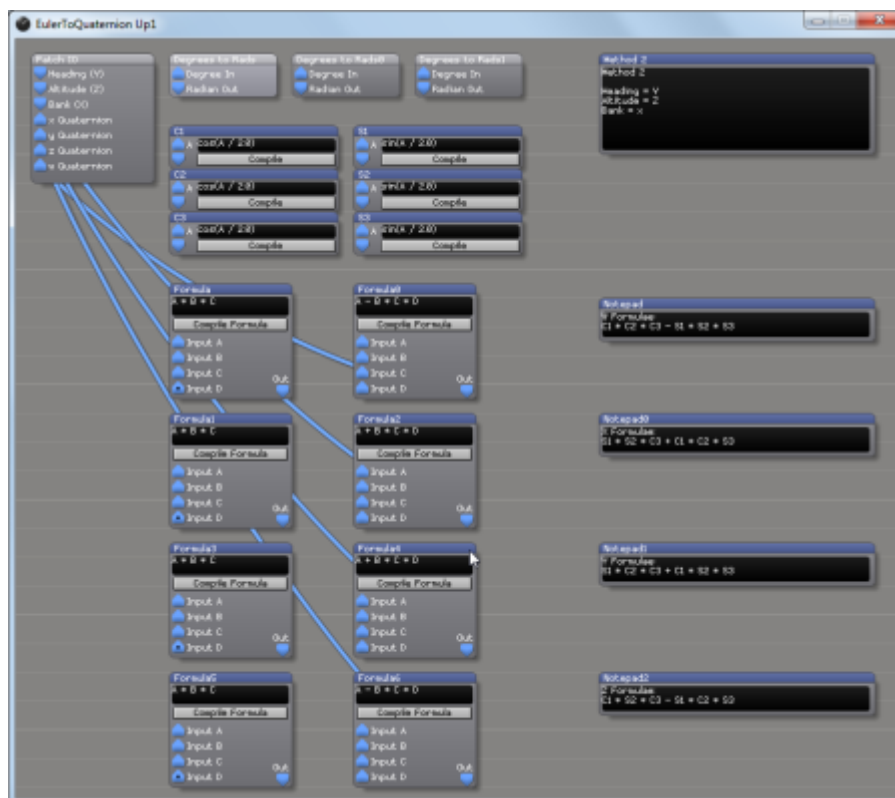 EulerToQuaternion Up1
Patch IO
Heading (Y)
Altitude (Z)
Bank (X)
x Quaternion
y Quaternion
z Quaternion
w Quaternion
Degrees to Rads
Degree In
Radian Out
Degrees to Rads0
Degree In
Radian Out
Degrees to Rads1
Degree In
Radian Out
Method 2
Method 2
Heading = Y
Altitude = Z
Bank = x
C1
A cos(A / 2.0)
Compile
S1
A sin(A / 2.0)
Compile
C2
A cos(A / 2.0)
Compile
S2
A sin(A / 2.0)
Compile
C3
A cos(A / 2.0)
Compile
S3
A sin(A / 2.0)
Compile
Formula
A * B * C
Compile Formula
Input A
Input B
Input C
Out
Input D
Formula0
A - B * C * D
Compile Formula
Input A
Input B
Input C
Out
Input D
Notepad
W Formulae
C1 * C2 * C3 - S1 * S2 * S3
Formula1
A * B * C
Compile Formula
Input A
Input B
Input C
Out
Input D
Formula2
A + B * C * D
Compile Formula
Input A
Input B
Input C
Out
Input D
Notepad0
X Formulae
S1 * S2 * C3 + C1 * C2 * S3
Formula3
A * B * C
Compile Formula
Input A
Input B
Input C
Out
Input D
Formula4
A + B * C * D
Compile Formula
Input A
Input B
Input C
Out
Input D
Notepad1
Y Formulae
S1 * C2 * C3 + C1 * S2 * S3
Formula5
A * B * C
Compile Formula
Input A
Input B
Input C
Out
Input D
Formula6
A - B * C * D
Compile Formula
Input A
Input B
Input C
Out
Input D
Notepad2
Z Formulae
C1 * S2 * C3 - S1 * C2 * S3